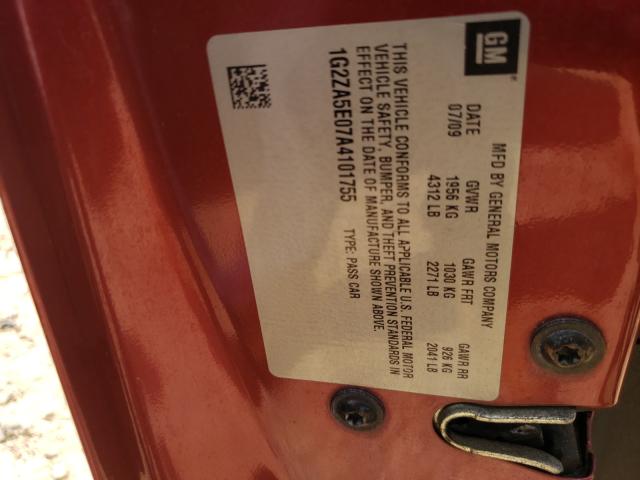 GM
MFD BY GENERAL MOTORS COMPANY
DATE GVWR GAWR FRT GAWR RR
07/09 1956 KG 1030 KG 926 KG
4312 LB 2271 LB 2041 LB
THIS VEHICLE CONFORMS TO ALL APPLICABLE U.S. FEDERAL MOTOR
VEHICLE SAFETY, BUMPER, AND THEFT PREVENTION STANDARDS IN
EFFECT ON THE DATE OF MANUFACTURE SHOWN ABOVE.
1G2ZA5E07A4101755 TYPE: PASS CAR